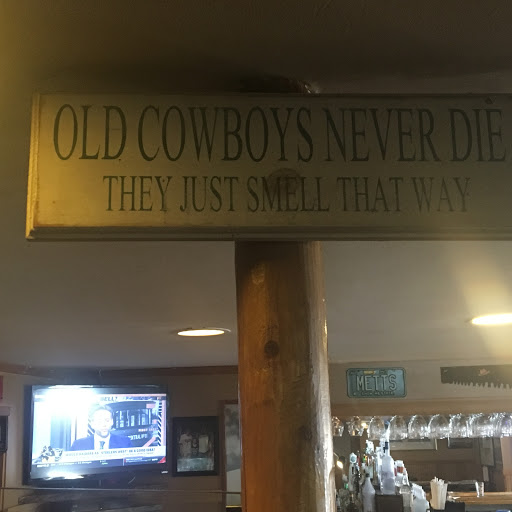 OLD COWBOYS NEVER DIE
THEY JUST SMELL THAT WAY
METTS